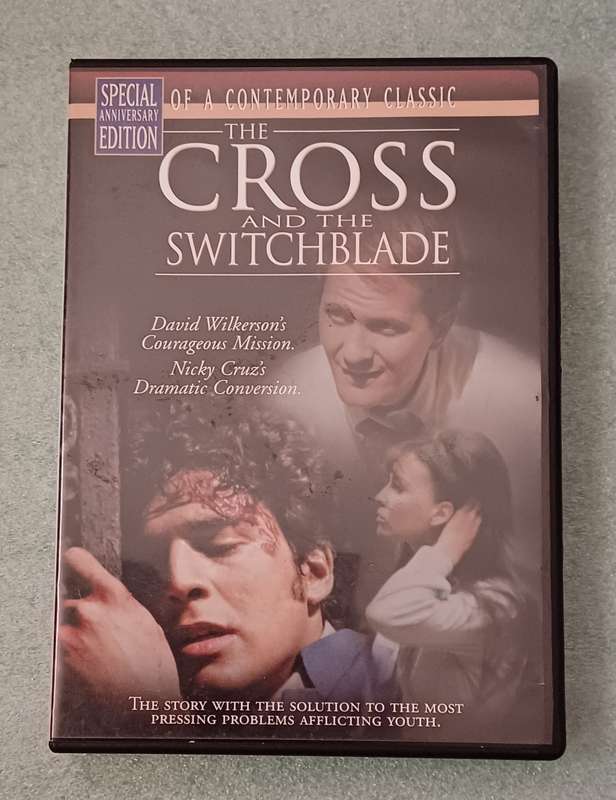 SPECIAL
ANNIVERSARY
EDITION
OF A CONTEMPORARY CLASSIC
THE
CROSS
AND THE
SWITCHBLADE
David Wilkerson's
Courageous Mission.
Nicky Cruz's
Dramatic Conversion.
THE STORY WITH THE SOLUTION TO THE MOST
PRESSING PROBLEMS AFFLICTING YOUTH.